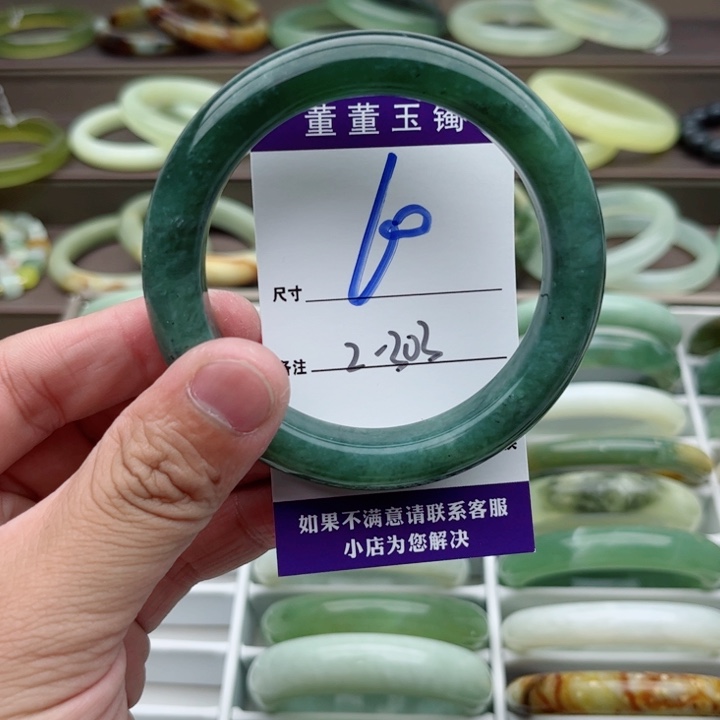 董董玉镯
尺寸
备注 2-203
如果不满意请联系客服
小店为您解决